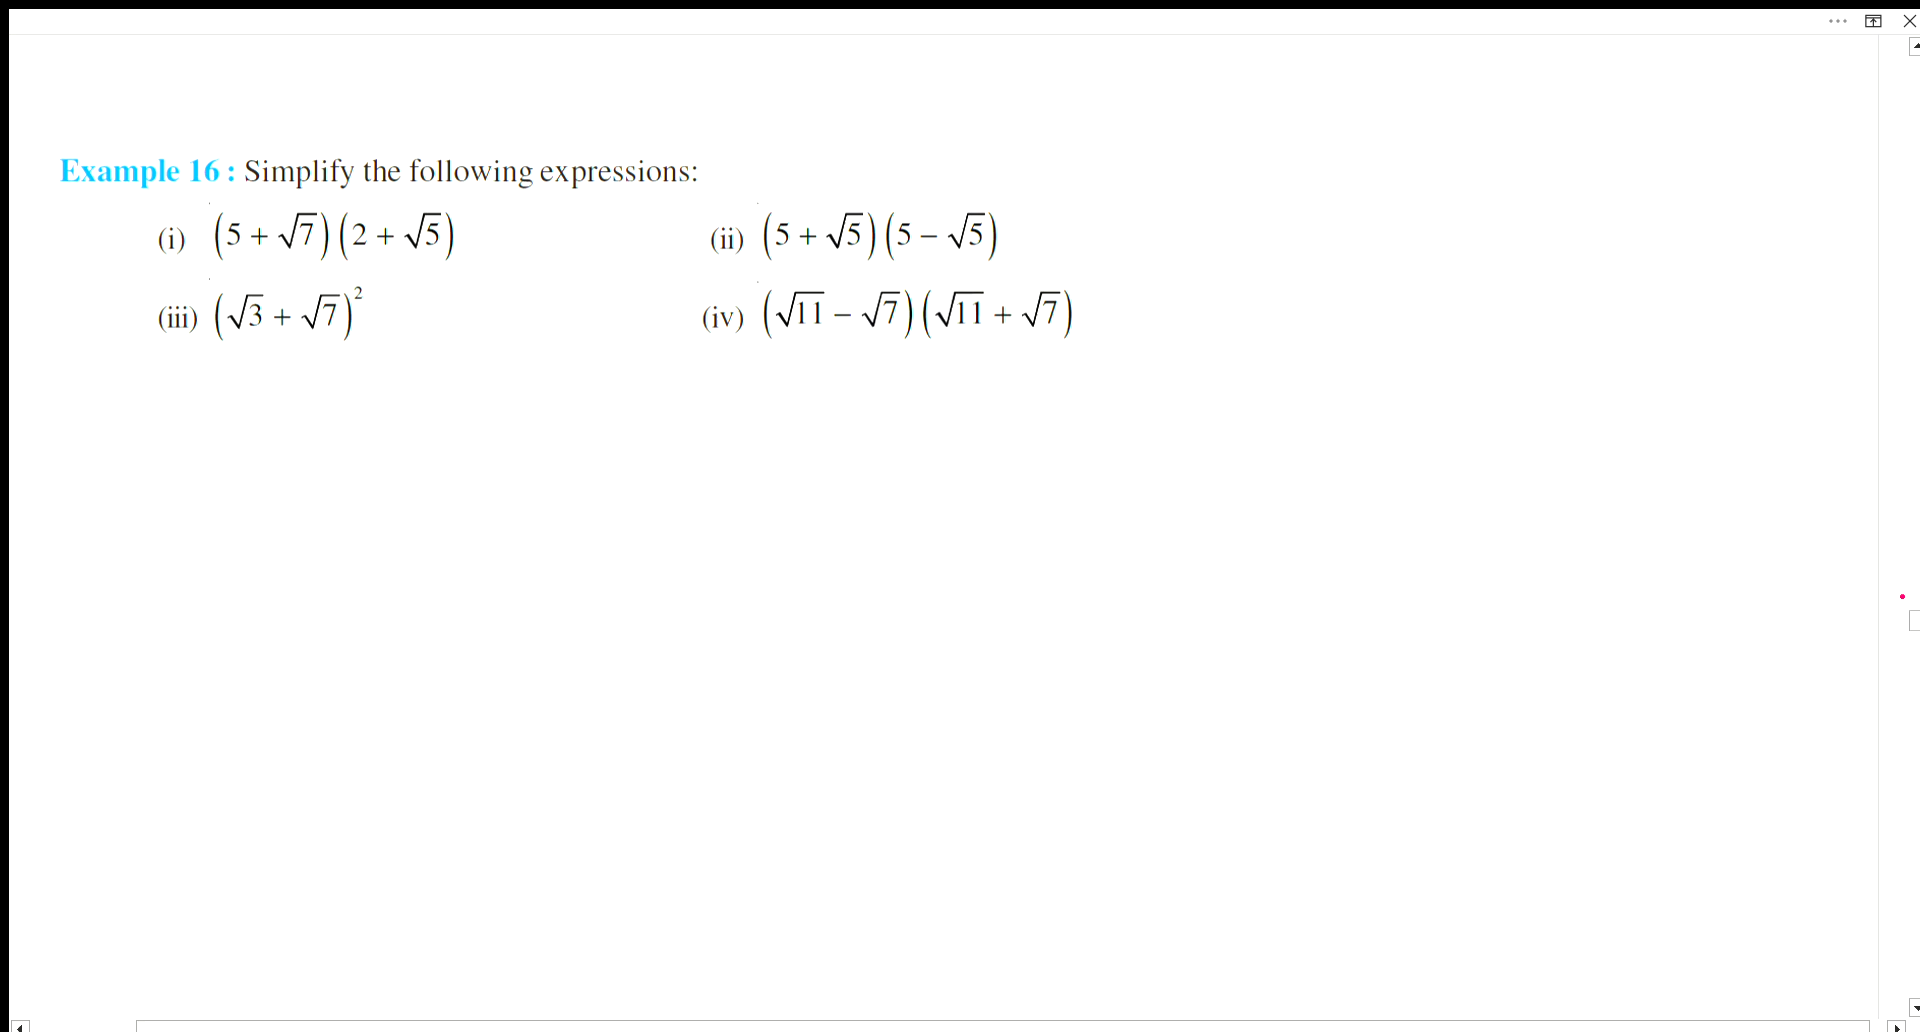 Example 16 : Simplify the following expressions:
(i) (5 + √7)(2 + √5) (ii) (5 + √5)(5 − √5)
(iii) (√3 + √7)² (iv) (√11 − √7)(√11 + √7)